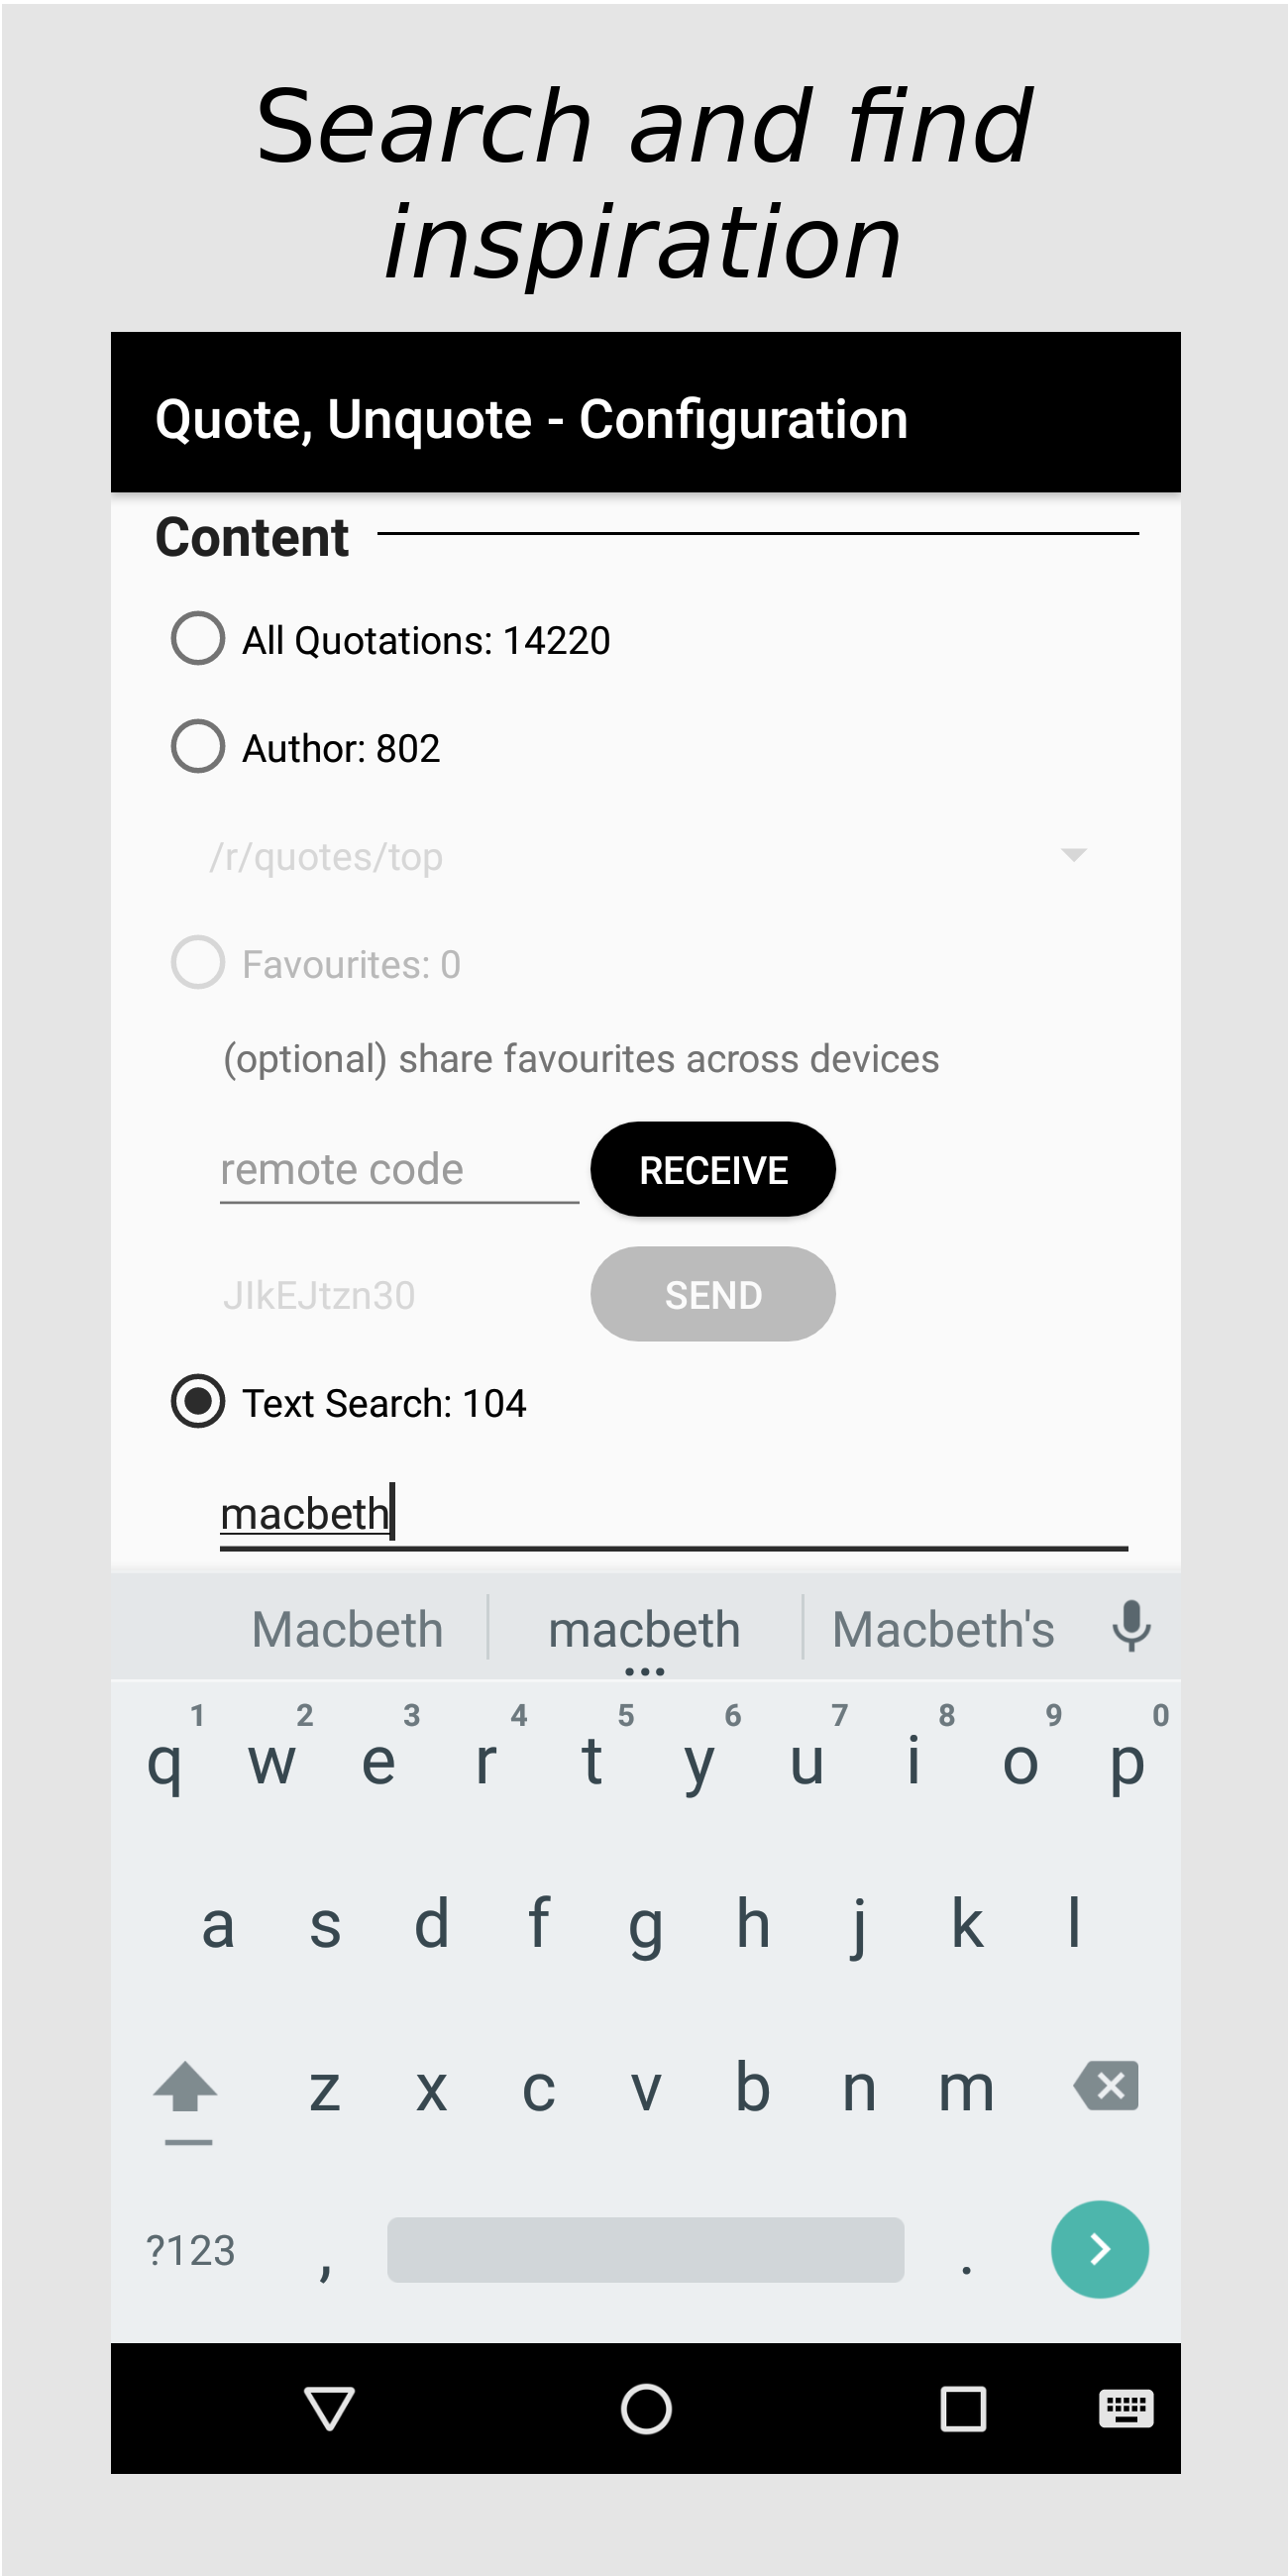 Search and find
inspiration
Quote, Unquote - Configuration
Content
All Quotations: 14220
Author: 802
/r/quotes/top
Favourites: 0
(optional) share favourites across devices
remote code RECEIVE
JIkEJtzn30 SEND
Text Search: 104
macbeth
Macbeth macbeth Macbeth's
1 2 3 4 5 6 7 8 9 0
q w e r t y u i o p
a s d f g h j k l
z x c v b n m
?123 , .